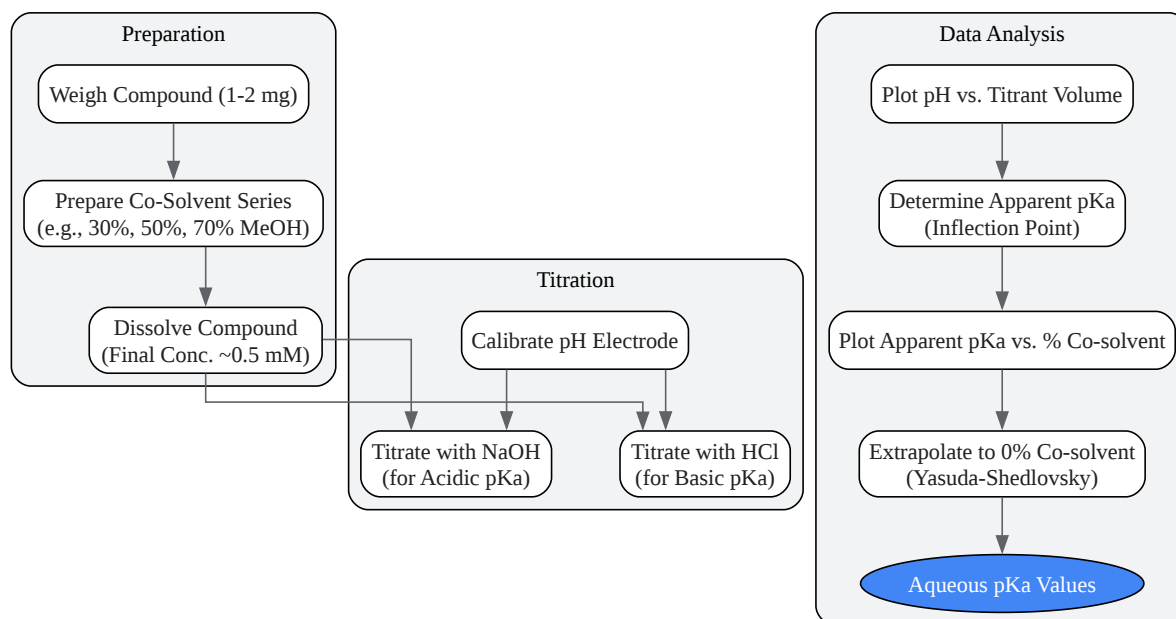 Preparation
Weigh Compound (1-2 mg)
Prepare Co-Solvent Series
(e.g., 30%, 50%, 70% MeOH)
Dissolve Compound
(Final Conc. ~0.5 mM)
Titration
Calibrate pH Electrode
Titrate with NaOH
(for Acidic pKa)
Titrate with HCl
(for Basic pKa)
Data Analysis
Plot pH vs. Titrant Volume
Determine Apparent pKa
(Inflection Point)
Plot Apparent pKa vs. % Co-solvent
Extrapolate to 0% Co-solvent
(Yasuda-Shedlovsky)
Aqueous pKa Values